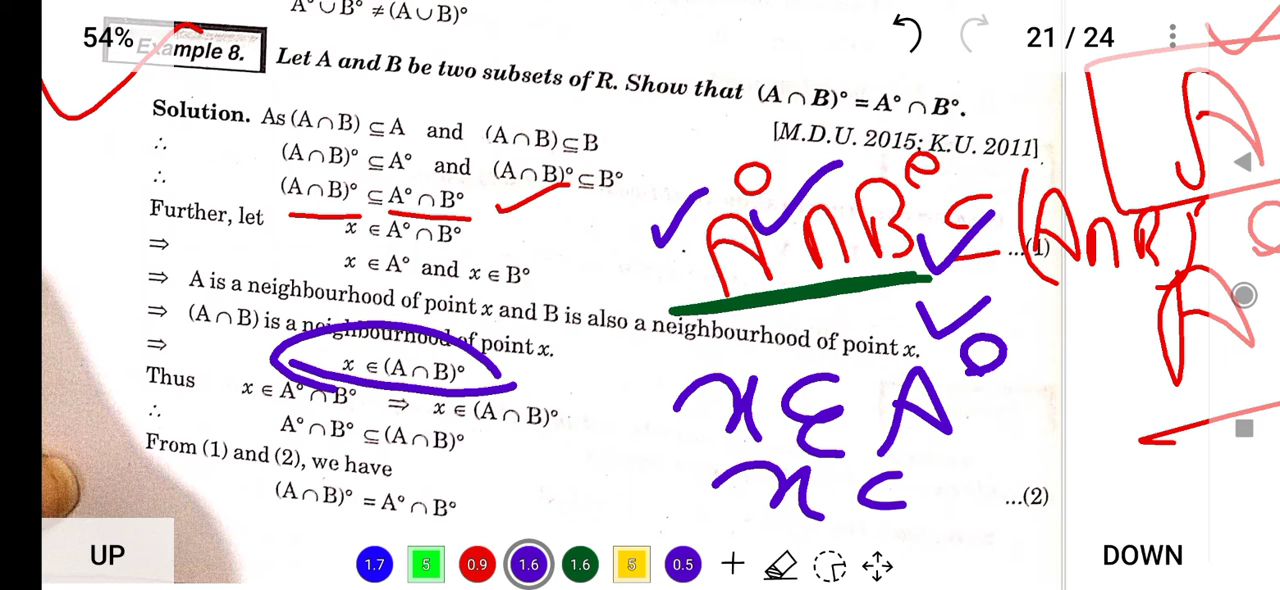 A° ∪ B° ≠ (A ∪ B)°
54%
21 / 24
Example 8. Let A and B be two subsets of R. Show that (A ∩ B)° = A° ∩ B°.
[M.D.U. 2015; K.U. 2011]
Solution. As (A ∩ B) ⊆ A and (A ∩ B) ⊆ B
∴ (A ∩ B)° ⊆ A° and (A ∩ B)° ⊆ B°
∴ (A ∩ B)° ⊆ A° ∩ B° ...(1)
A° ∩ B° ⊆ (A ∩ B)°
Further, let x ∈ A° ∩ B°
⇒ x ∈ A° and x ∈ B°
⇒ A is a neighbourhood of point x and B is also a neighbourhood of point x.
⇒ (A ∩ B) is a neighbourhood of point x.
⇒ x ∈ (A ∩ B)°
Thus x ∈ A° ∩ B° ⇒ x ∈ (A ∩ B)°
∴ A° ∩ B° ⊆ (A ∩ B)° ...(2)
x ∈ A°
x
From (1) and (2), we have
(A ∩ B)° = A° ∩ B°
UP
1.7
5
0.9
1.6
1.6
5
0.5
DOWN